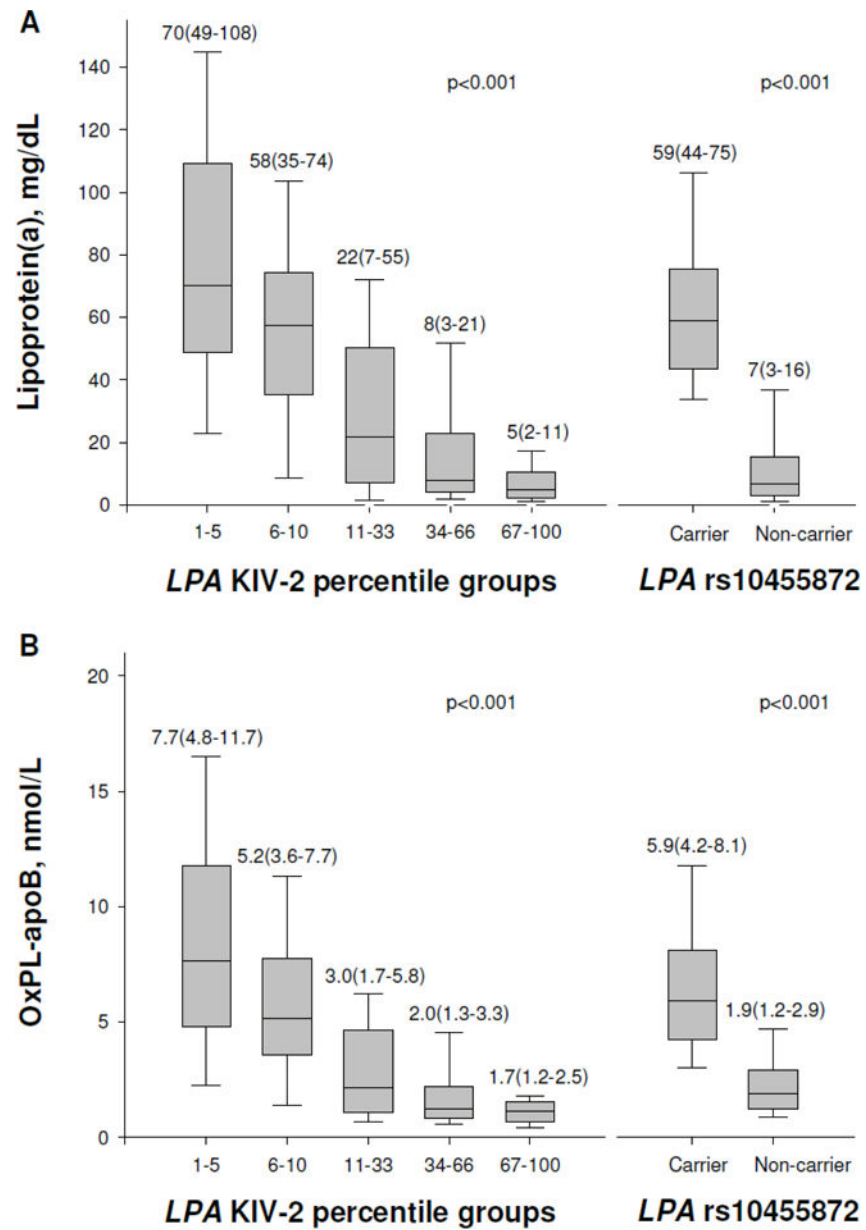 A
70(49-108)
140
p<0.001
p<0.001
120
58(35-74)
59(44-75)
100
80
22(7-55)
60
8(3-21)
7(3-16)
40
5(2-11)
20
0
Lipoprotein(a), mg/dL
1-5
6-10
11-33
34-66
67-100
Carrier
Non-carrier
LPA KIV-2 percentile groups
LPA rs10455872
B
20
p<0.001
p<0.001
7.7(4.8-11.7)
15
5.2(3.6-7.7)
5.9(4.2-8.1)
10
3.0(1.7-5.8)
2.0(1.3-3.3)
1.9(1.2-2.9)
5
1.7(1.2-2.5)
0
OxPL-apoB, nmol/L
1-5
6-10
11-33
34-66
67-100
Carrier
Non-carrier
LPA KIV-2 percentile groups
LPA rs10455872